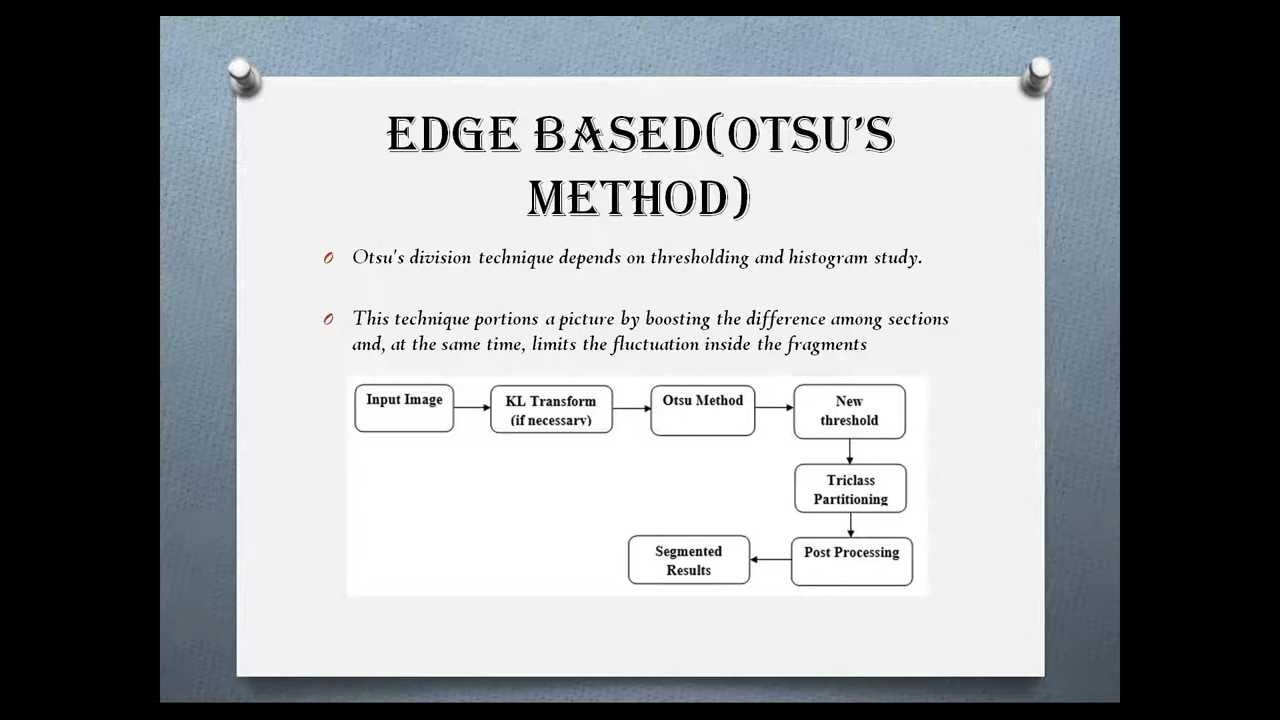 EDGE BASED(OTSU'S
METHOD)
Otsu's division technique depends on thresholding and histogram study.
This technique portions a picture by boosting the difference among sections
and, at the same time, limits the fluctuation inside the fragments
Input Image
KL Transform
(if necessary)
Otsu Method
New
threshold
Triclass
Partitioning
Post Processing
Segmented
Results